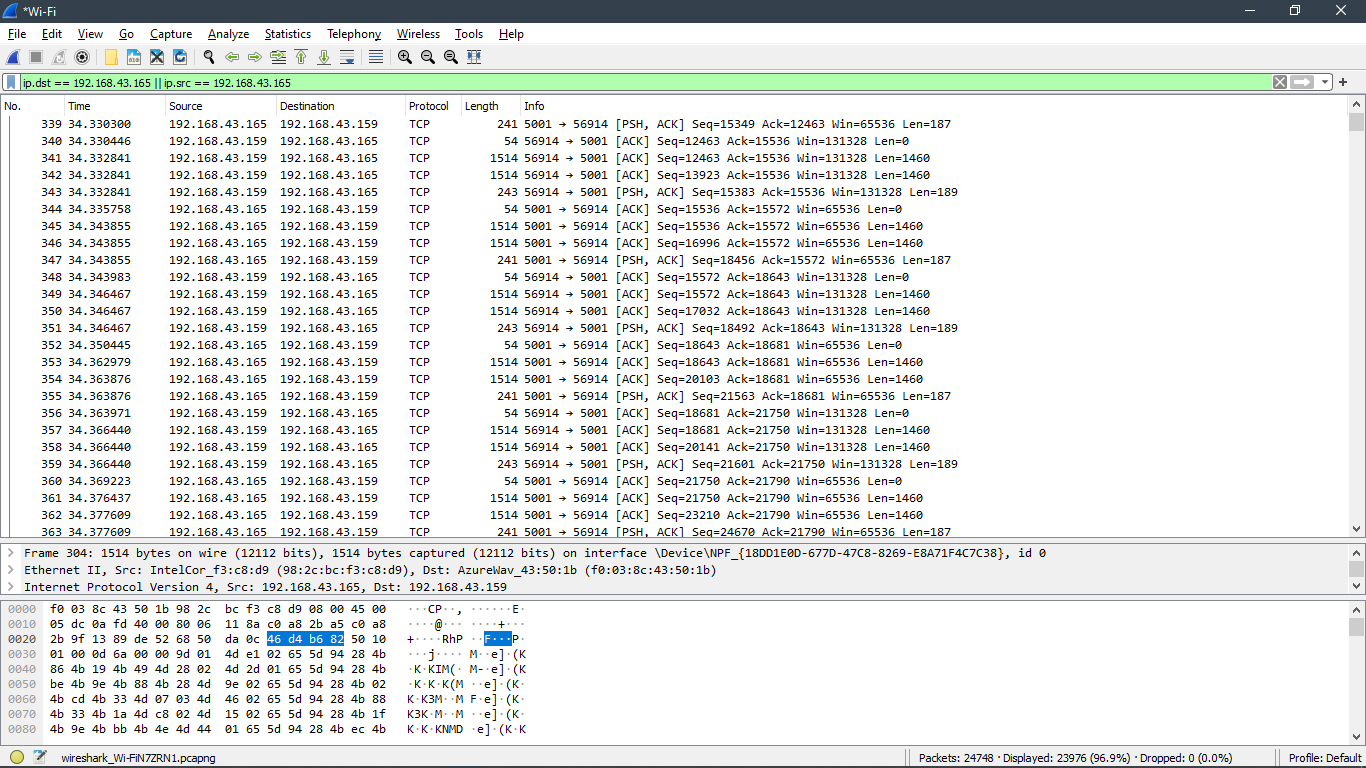 *Wi-Fi
File Edit View Go Capture Analyze Statistics Telephony Wireless Tools Help
ip.dst == 192.168.43.165 || ip.src == 192.168.43.165
No. Time Source Destination Protocol Length Info
339 34.330300 192.168.43.165 192.168.43.159 TCP 241 5001 → 56914 [PSH, ACK] Seq=15349 Ack=12463 Win=65536 Len=187
340 34.330446 192.168.43.159 192.168.43.165 TCP 54 56914 → 5001 [ACK] Seq=12463 Ack=15536 Win=131328 Len=0
341 34.332841 192.168.43.159 192.168.43.165 TCP 1514 56914 → 5001 [ACK] Seq=12463 Ack=15536 Win=131328 Len=1460
342 34.332841 192.168.43.159 192.168.43.165 TCP 1514 56914 → 5001 [ACK] Seq=13923 Ack=15536 Win=131328 Len=1460
343 34.332841 192.168.43.159 192.168.43.165 TCP 243 56914 → 5001 [PSH, ACK] Seq=15383 Ack=15536 Win=131328 Len=189
344 34.335758 192.168.43.165 192.168.43.159 TCP 54 5001 → 56914 [ACK] Seq=15536 Ack=15572 Win=65536 Len=0
345 34.343855 192.168.43.165 192.168.43.159 TCP 1514 5001 → 56914 [ACK] Seq=15536 Ack=15572 Win=65536 Len=1460
346 34.343855 192.168.43.165 192.168.43.159 TCP 1514 5001 → 56914 [ACK] Seq=16996 Ack=15572 Win=65536 Len=1460
347 34.343855 192.168.43.165 192.168.43.159 TCP 241 5001 → 56914 [PSH, ACK] Seq=18456 Ack=15572 Win=65536 Len=187
348 34.343983 192.168.43.159 192.168.43.165 TCP 54 56914 → 5001 [ACK] Seq=15572 Ack=18643 Win=131328 Len=0
349 34.346467 192.168.43.159 192.168.43.165 TCP 1514 56914 → 5001 [ACK] Seq=15572 Ack=18643 Win=131328 Len=1460
350 34.346467 192.168.43.159 192.168.43.165 TCP 1514 56914 → 5001 [ACK] Seq=17032 Ack=18643 Win=131328 Len=1460
351 34.346467 192.168.43.159 192.168.43.165 TCP 243 56914 → 5001 [PSH, ACK] Seq=18492 Ack=18643 Win=131328 Len=189
352 34.350445 192.168.43.165 192.168.43.159 TCP 54 5001 → 56914 [ACK] Seq=18643 Ack=18681 Win=65536 Len=0
353 34.362979 192.168.43.165 192.168.43.159 TCP 1514 5001 → 56914 [ACK] Seq=18643 Ack=18681 Win=65536 Len=1460
354 34.363876 192.168.43.165 192.168.43.159 TCP 1514 5001 → 56914 [ACK] Seq=20103 Ack=18681 Win=65536 Len=1460
355 34.363876 192.168.43.165 192.168.43.159 TCP 241 5001 → 56914 [PSH, ACK] Seq=21563 Ack=18681 Win=65536 Len=187
356 34.363971 192.168.43.159 192.168.43.165 TCP 54 56914 → 5001 [ACK] Seq=18681 Ack=21750 Win=131328 Len=0
357 34.366440 192.168.43.159 192.168.43.165 TCP 1514 56914 → 5001 [ACK] Seq=18681 Ack=21750 Win=131328 Len=1460
358 34.366440 192.168.43.159 192.168.43.165 TCP 1514 56914 → 5001 [ACK] Seq=20141 Ack=21750 Win=131328 Len=1460
359 34.366440 192.168.43.159 192.168.43.165 TCP 243 56914 → 5001 [PSH, ACK] Seq=21601 Ack=21750 Win=131328 Len=189
360 34.369223 192.168.43.165 192.168.43.159 TCP 54 5001 → 56914 [ACK] Seq=21750 Ack=21790 Win=65536 Len=0
361 34.376437 192.168.43.165 192.168.43.159 TCP 1514 5001 → 56914 [ACK] Seq=21750 Ack=21790 Win=65536 Len=1460
362 34.377609 192.168.43.165 192.168.43.159 TCP 1514 5001 → 56914 [ACK] Seq=23210 Ack=21790 Win=65536 Len=1460
363 34.377609 192.168.43.165 192.168.43.159 TCP 241 5001 → 56914 [PSH, ACK] Seq=24670 Ack=21790 Win=65536 Len=187
Frame 304: 1514 bytes on wire (12112 bits), 1514 bytes captured (12112 bits) on interface \Device\NPF_{18DD1E0D-677D-47C8-8269-E8A71F4C7C38}, id 0
Ethernet II, Src: IntelCor_f3:c8:d9 (98:2c:bc:f3:c8:d9), Dst: AzureWav_43:50:1b (f0:03:8c:43:50:1b)
Internet Protocol Version 4, Src: 192.168.43.165, Dst: 192.168.43.159
0000 f0 03 8c 43 50 1b 98 2c bc f3 c8 d9 08 00 45 00 ···CP··, ······E·
0010 05 dc 0a fd 40 00 80 06 11 8a c0 a8 2b a5 c0 a8 ····@··· ····+···
0020 2b 9f 13 89 de 52 68 50 da 0c 46 d4 b6 82 50 10 +····RhP ··F···P·
0030 01 00 0d 6a 00 00 9d 01 4d e1 02 65 5d 94 28 4b ···j···· M··e]·(K
0040 86 4b 19 4b 49 4d 28 02 4d 2d 01 65 5d 94 28 4b ·K·KIM(· M-·e]·(K
0050 be 4b 9e 4b 88 4b 28 4d 9e 02 65 5d 94 28 4b 02 ·K·K·K(M ··e]·(K·
0060 4b cd 4b 33 4d 07 03 4d 46 02 65 5d 94 28 4b 88 K·K3M··M F·e]·(K·
0070 4b 33 4b 1a 4d c8 02 4d 15 02 65 5d 94 28 4b 1f K3K·M··M ··e]·(K·
0080 4b 9e 4b bb 4b 4e 4d 44 01 65 5d 94 28 4b ec 4b K·K·KNMD ·e]·(K·K
wireshark_Wi-FiN7ZRN1.pcapng Packets: 24748 · Displayed: 23976 (96.9%) · Dropped: 0 (0.0%) Profile: Default